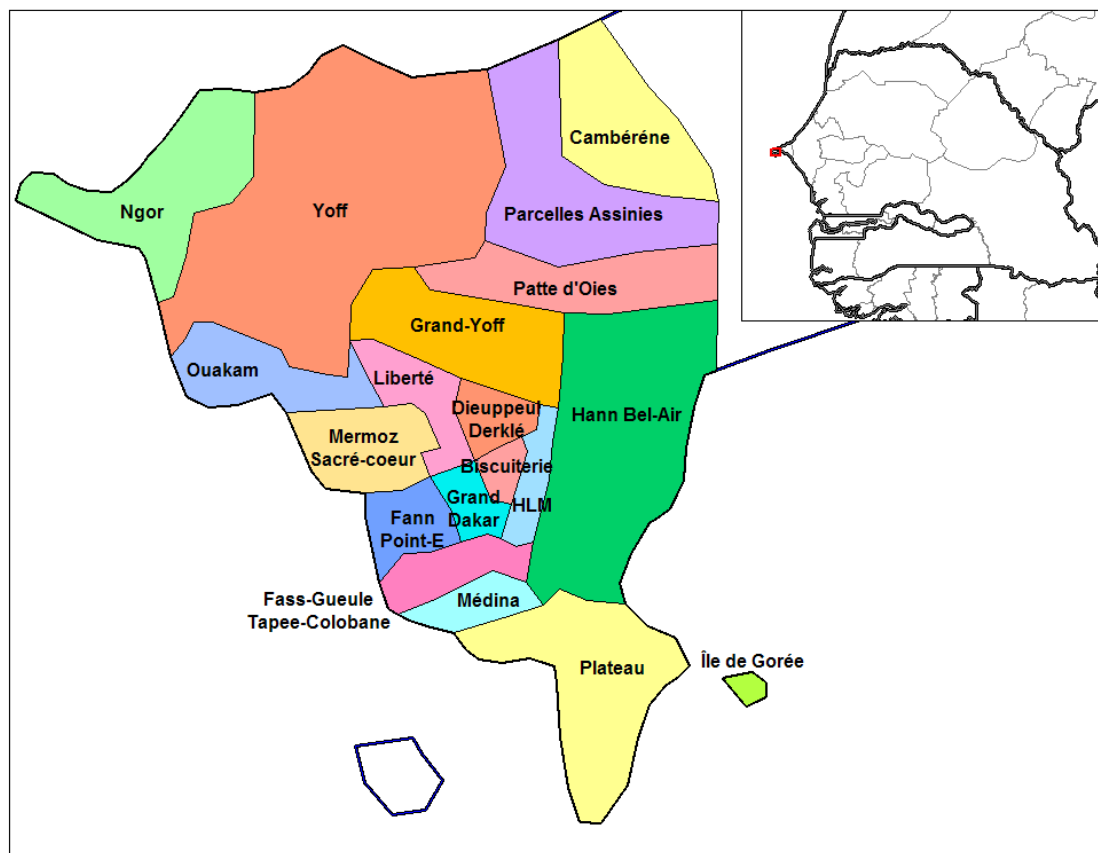 Cambéréne
Ngor
Yoff
Parcelles Assinies
Patte d'Oies
Grand-Yoff
Ouakam
Liberté
Dieuppeul
Derklé
Hann Bel-Air
Mermoz
Sacré-coeur
Biscuiterie
Grand
Dakar
HLM
Fann
Point-E
Fass-Gueule
Tapee-Colobane
Médina
Plateau
Île de Gorée